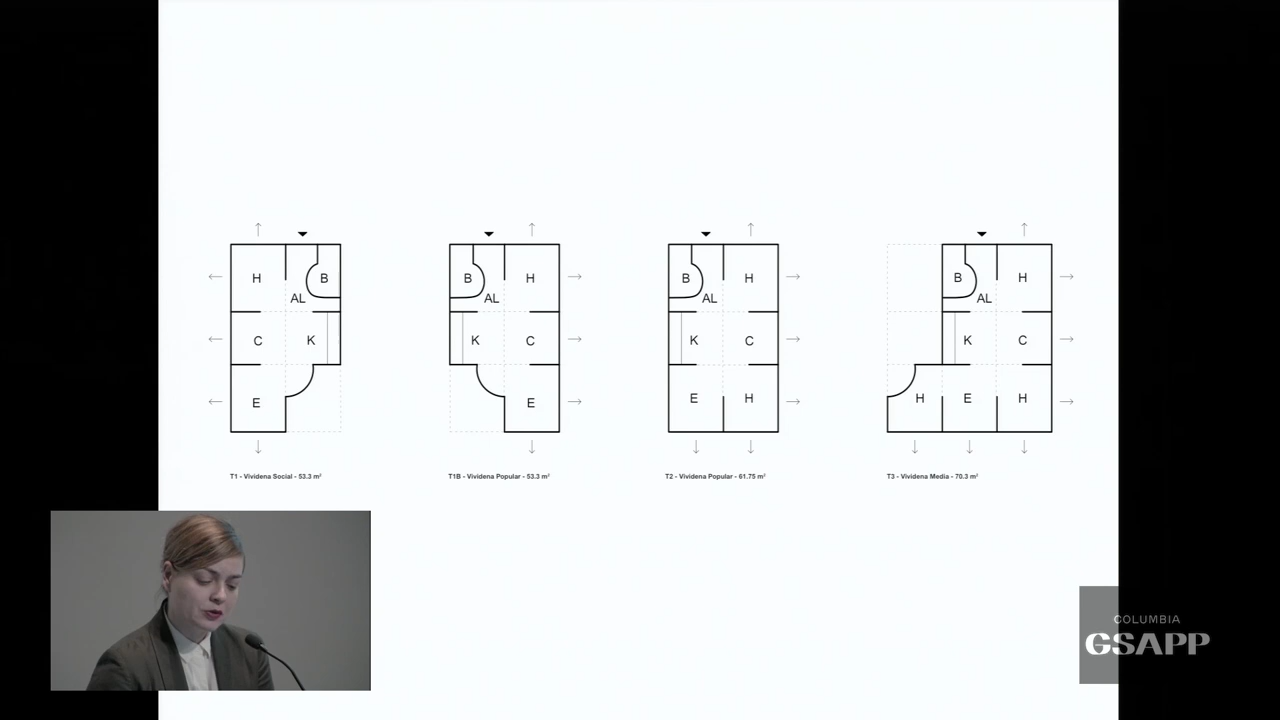 H
B
AL
C
K
E
T1 - Vividena Social - 53.3 m²
B
H
AL
K
C
E
T1B - Vividena Popular - 53.3 m²
B
H
AL
K
C
E
H
T2 - Vividena Popular - 61.75 m²
B
H
AL
K
C
H
E
H
T3 - Vividena Media - 70.3 m²
COLUMBIA
GSAPP